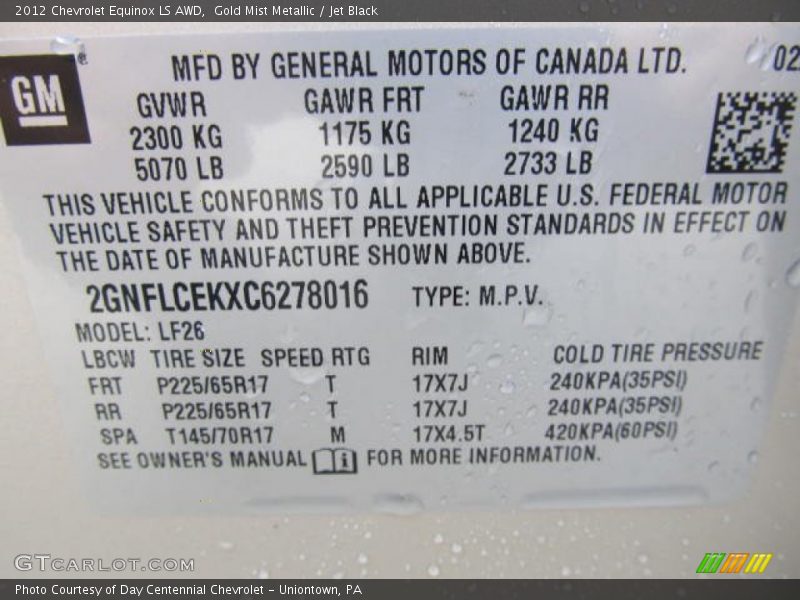 2012 Chevrolet Equinox LS AWD,  Gold Mist Metallic / Jet Black
GM
®
MFD BY GENERAL MOTORS OF CANADA LTD.
02
GVWR GAWR FRT GAWR RR
2300 KG 1175 KG 1240 KG
5070 LB 2590 LB 2733 LB
THIS VEHICLE CONFORMS TO ALL APPLICABLE U.S. FEDERAL MOTOR
VEHICLE SAFETY AND THEFT PREVENTION STANDARDS IN EFFECT ON
THE DATE OF MANUFACTURE SHOWN ABOVE.
2GNFLCEKXC6278016 TYPE: M.P.V.
MODEL: LF26
LBCW TIRE SIZE SPEED RTG RIM COLD TIRE PRESSURE
FRT P225/65R17 T 17X7J 240KPA(35PSI)
RR P225/65R17 T 17X7J 240KPA(35PSI)
SPA T145/70R17 M 17X4.5T 420KPA(60PSI)
SEE OWNER'S MANUAL i FOR MORE INFORMATION.
GTCARLOT.COM
Photo Courtesy of Day Centennial Chevrolet - Uniontown, PA